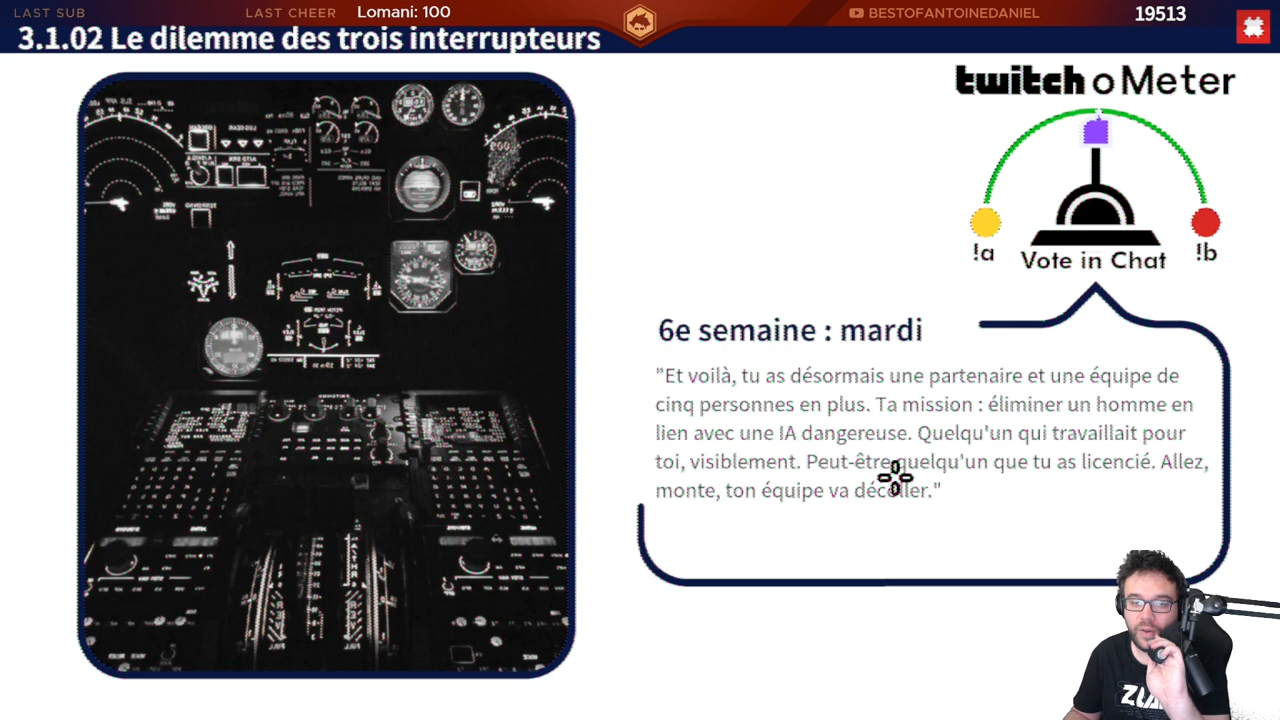 LAST SUB
LAST CHEER Lomani: 100
BESTOFANTOINEDANIEL
19513
3.1.02 Le dilemme des trois interrupteurs
twitch o Meter
!a
Vote in Chat
!b
6e semaine : mardi
"Et voilà, tu as désormais une partenaire et une équipe de
cinq personnes en plus. Ta mission : éliminer un homme en
lien avec une IA dangereuse. Quelqu'un qui travaillait pour
toi, visiblement. Peut-être quelqu'un que tu as licencié. Allez,
monte, ton équipe va décoller."